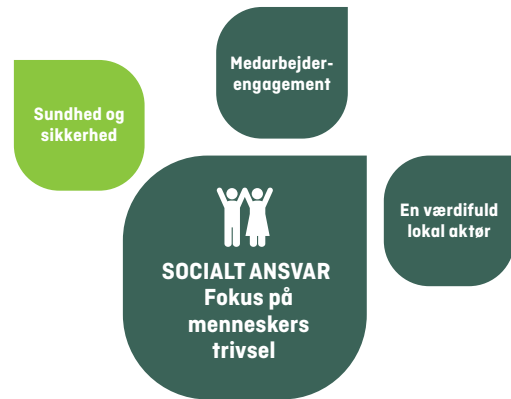 Medarbejder-
engagement
Sundhed og
sikkerhed
En værdifuld
lokal aktør
SOCIALT ANSVAR
Fokus på
menneskers
trivsel